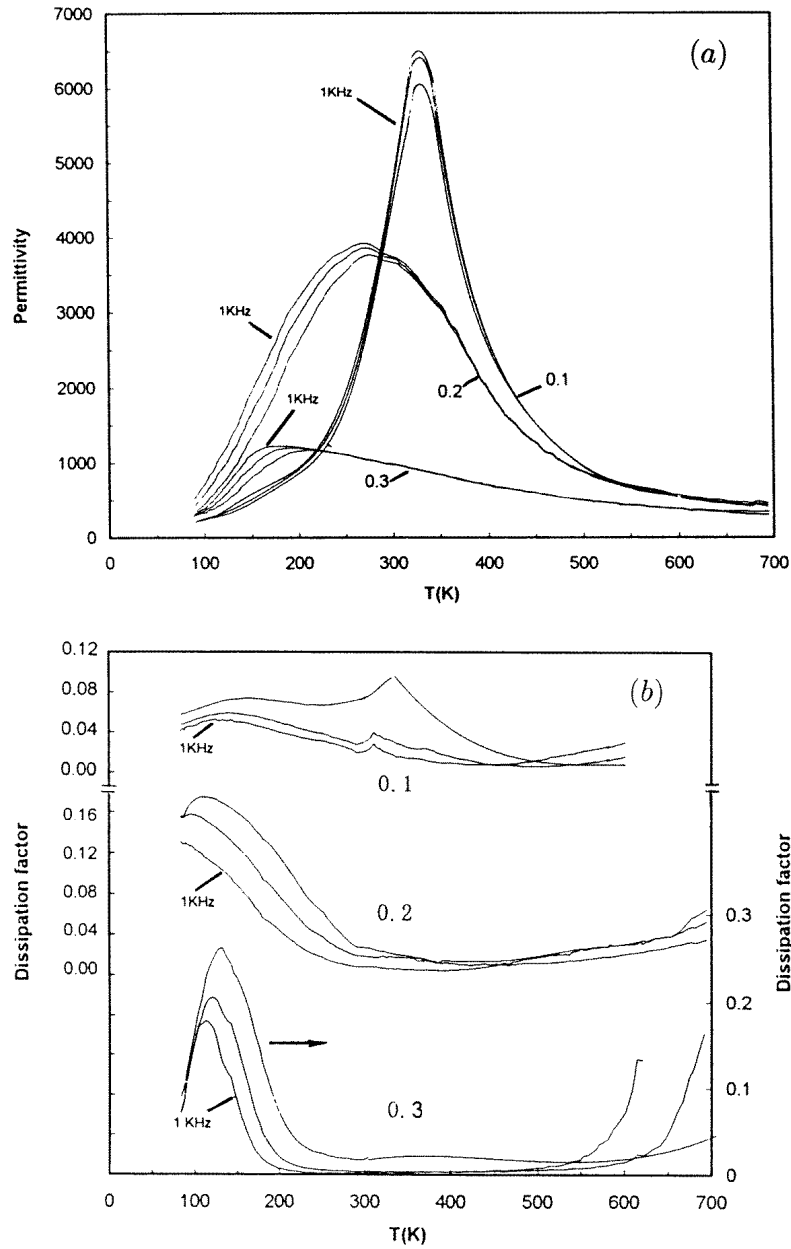 7000
(a)
6000
1KHz
5000
4000
Permittivity
3000
1KHz
2000
0.2
0.1
1KHz
1000
0.3
0
0 100 200 300 400 500 600 700
T(K)
0.12
(b)
0.08
0.04
1KHz
0.00
0.1
0.16
0.12
1KHz
0.08
0.2
0.04
0.3
0.00
Dissipation factor
Dissipation factor
0.2
0.3
0.1
1 KHz
0
0 100 200 300 400 500 600 700
T(K)